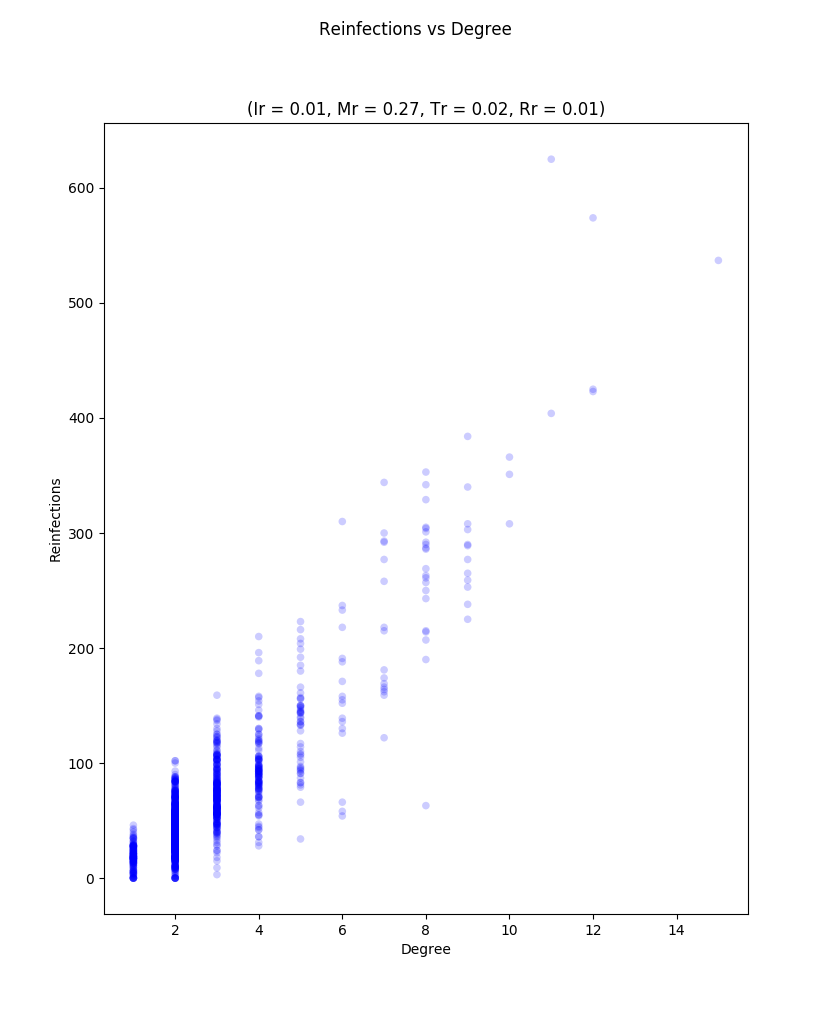 Reinfections vs Degree
(Ir = 0.01, Mr = 0.27, Tr = 0.02, Rr = 0.01)
600
500
400
300
200
100
0
Reinfections
2 4 6 8 10 12 14
Degree